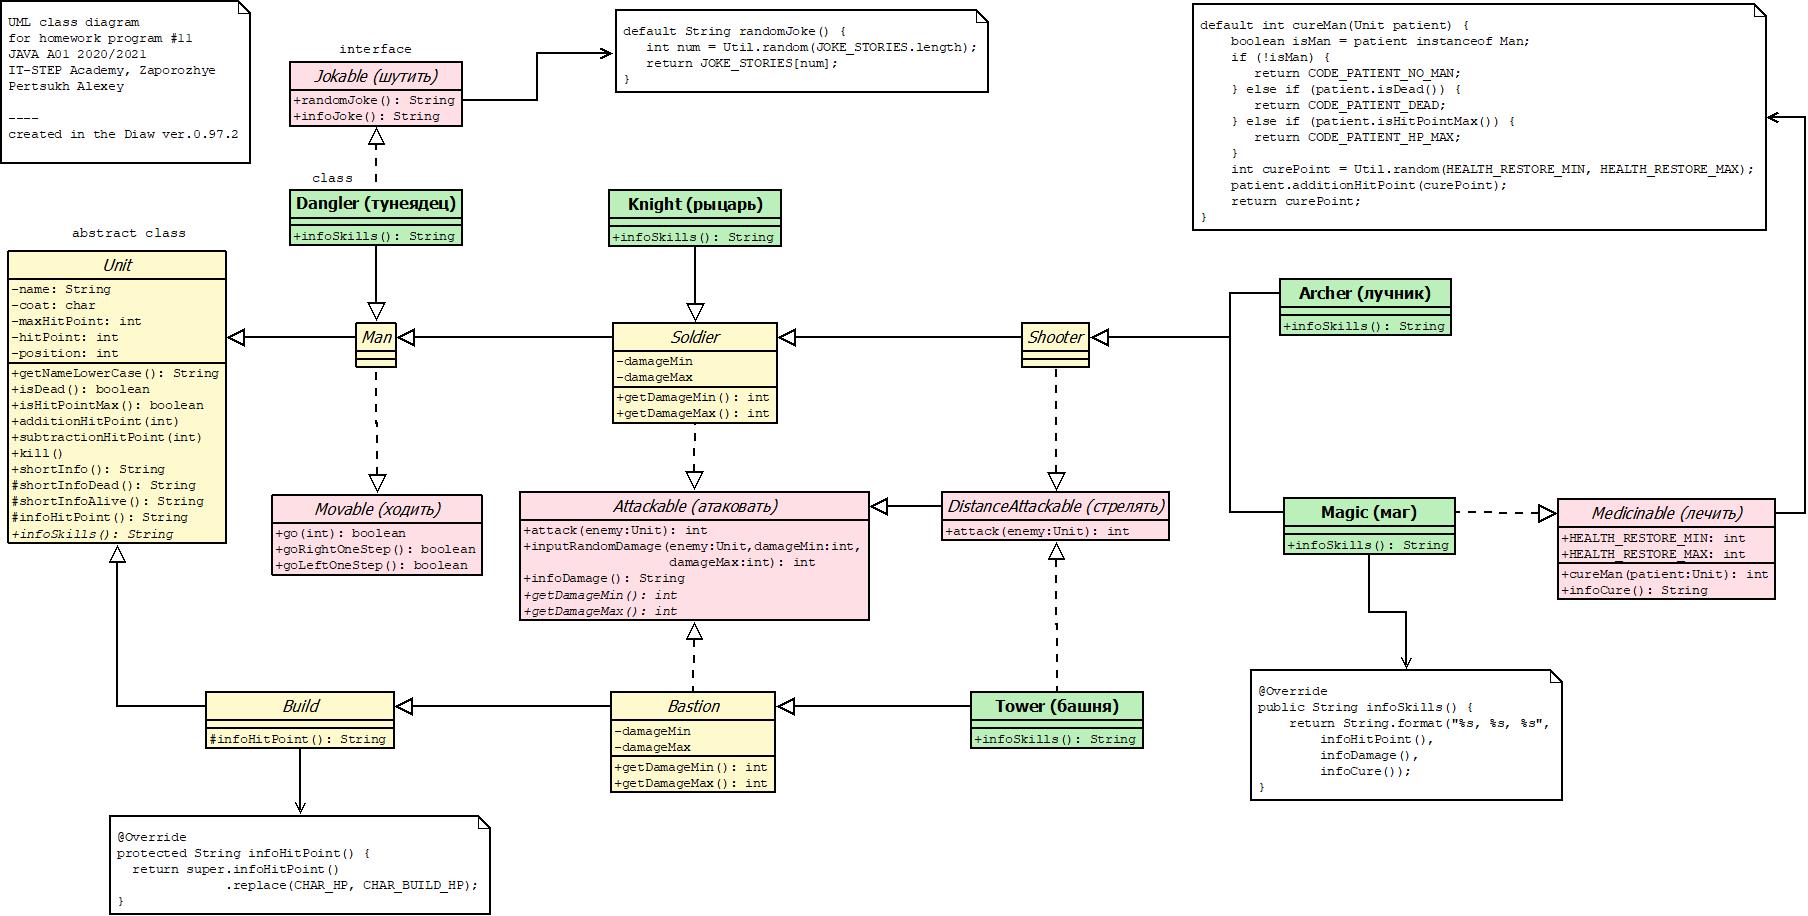 UML class diagram
for homework program #11
JAVA A01 2020/2021
IT-STEP Academy, Zaporozhye
Pertsukh Alexey
----
created in the Diaw ver.0.97.2
interface
Jokable (шутить)
+randomJoke(): String
+infoJoke(): String
default String randomJoke() {
int num = Util.random(JOKE_STORIES.length);
return JOKE_STORIES[num];
}
default int cureMan(Unit patient) {
boolean isMan = patient instanceof Man;
if (!isMan) {
return CODE_PATIENT_NO_MAN;
} else if (patient.isDead()) {
return CODE_PATIENT_DEAD;
} else if (patient.isHitPointMax()) {
return CODE_PATIENT_HP_MAX;
}
int curePoint = Util.random(HEALTH_RESTORE_MIN, HEALTH_RESTORE_MAX);
patient.additionHitPoint(curePoint);
return curePoint;
}
class
Dangler (тунеядец)
+infoSkills(): String
Knight (рыцарь)
+infoSkills(): String
abstract class
Unit
-name: String
-coat: char
-maxHitPoint: int
-hitPoint: int
-position: int
+getNameLowerCase(): String
+isDead(): boolean
+isHitPointMax(): boolean
+additionHitPoint(int)
+subtractionHitPoint(int)
+kill()
+shortInfo(): String
#shortInfoDead(): String
#shortInfoAlive(): String
#infoHitPoint(): String
+infoSkills(): String
Man
Soldier
-damageMin
-damageMax
+getDamageMin(): int
+getDamageMax(): int
Shooter
Archer (лучник)
+infoSkills(): String
Movable (ходить)
+go(int): boolean
+goRightOneStep(): boolean
+goLeftOneStep(): boolean
Attackable (атаковать)
+attack(enemy:Unit): int
+inputRandomDamage(enemy:Unit,damageMin:int,
damageMax:int): int
+infoDamage(): String
+getDamageMin(): int
+getDamageMax(): int
DistanceAttackable (стрелять)
+attack(enemy:Unit): int
Magic (маг)
+infoSkills(): String
Medicinable (лечить)
+HEALTH_RESTORE_MIN: int
+HEALTH_RESTORE_MAX: int
+cureMan(patient:Unit): int
+infoCure(): String
Build
#infoHitPoint(): String
Bastion
-damageMin
-damageMax
+getDamageMin(): int
+getDamageMax(): int
Tower (башня)
+infoSkills(): String
@Override
public String infoSkills() {
return String.format("%s, %s, %s",
infoHitPoint(),
infoDamage(),
infoCure());
}
@Override
protected String infoHitPoint() {
return super.infoHitPoint()
.replace(CHAR_HP, CHAR_BUILD_HP);
}